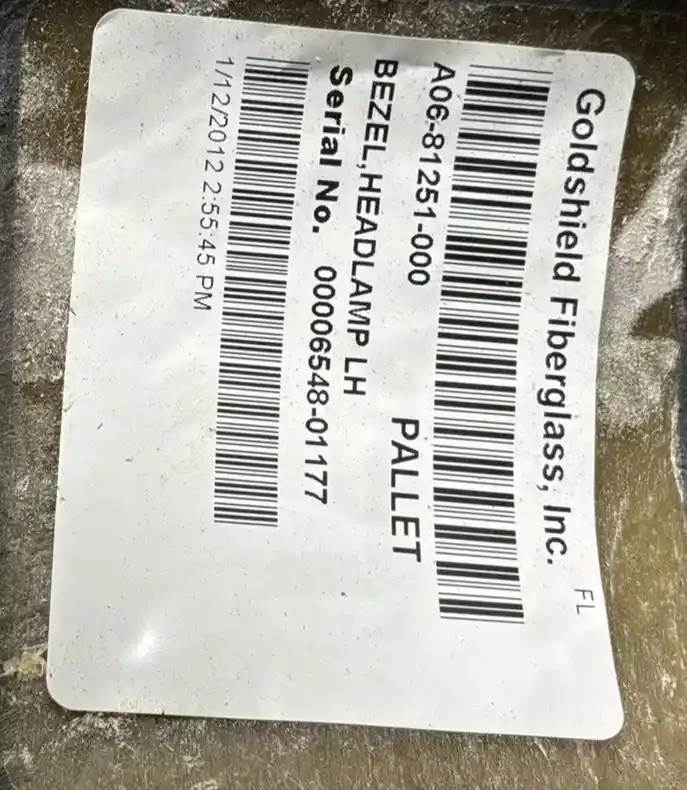 Goldshield Fiberglass, Inc. FL
A06-81251-000 PALLET
BEZEL,HEADLAMP LH
Serial No. 00006548-01177
1/12/2012 2:55:45 PM